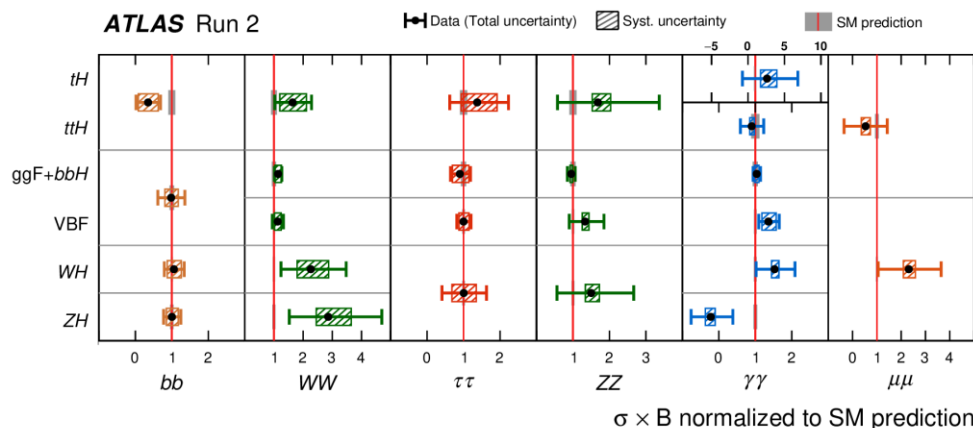 ATLAS Run 2
Data (Total uncertainty) Syst. uncertainty SM prediction
−5 0 5 10
tH
ttH
ggF+bbH
VBF
WH
ZH
0 1 2 1 2 3 4 0 1 2 1 2 3 0 1 2 0 1 2 3 4
bb WW ττ ZZ γγ μμ
σ × B normalized to SM prediction